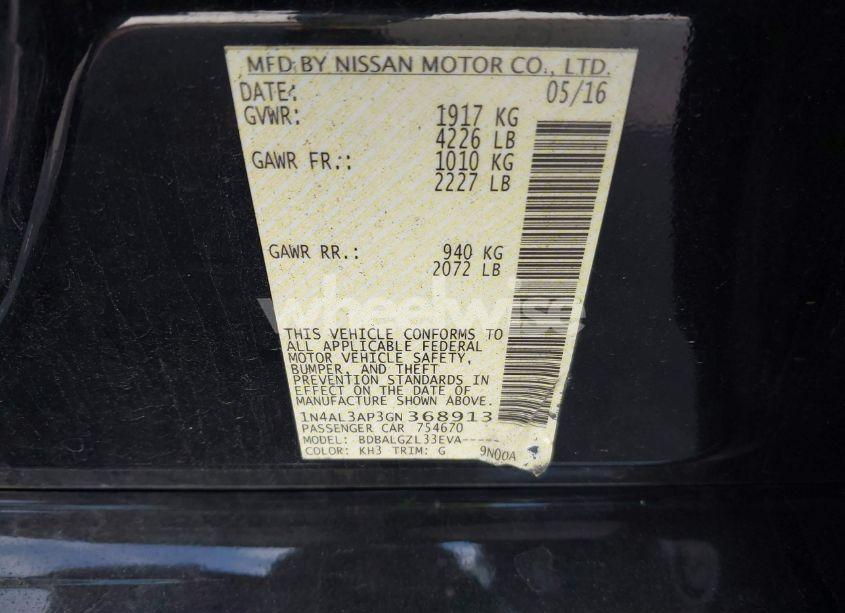 MFD BY NISSAN MOTOR CO., LTD.
DATE: 05/16
GVWR: 1917 KG
4226 LB
GAWR FR.: 1010 KG
2227 LB
GAWR RR.: 940 KG
2072 LB
wheelwise
THIS VEHICLE CONFORMS TO
ALL APPLICABLE FEDERAL
MOTOR VEHICLE SAFETY,
BUMPER, AND THEFT
PREVENTION STANDARDS IN
EFFECT ON THE DATE OF
MANUFACTURE SHOWN ABOVE.
1N4AL3AP3GN368913
PASSENGER CAR 754670
MODEL: BDBALGZL33EVA-----
COLOR: KH3 TRIM: G 9N00A